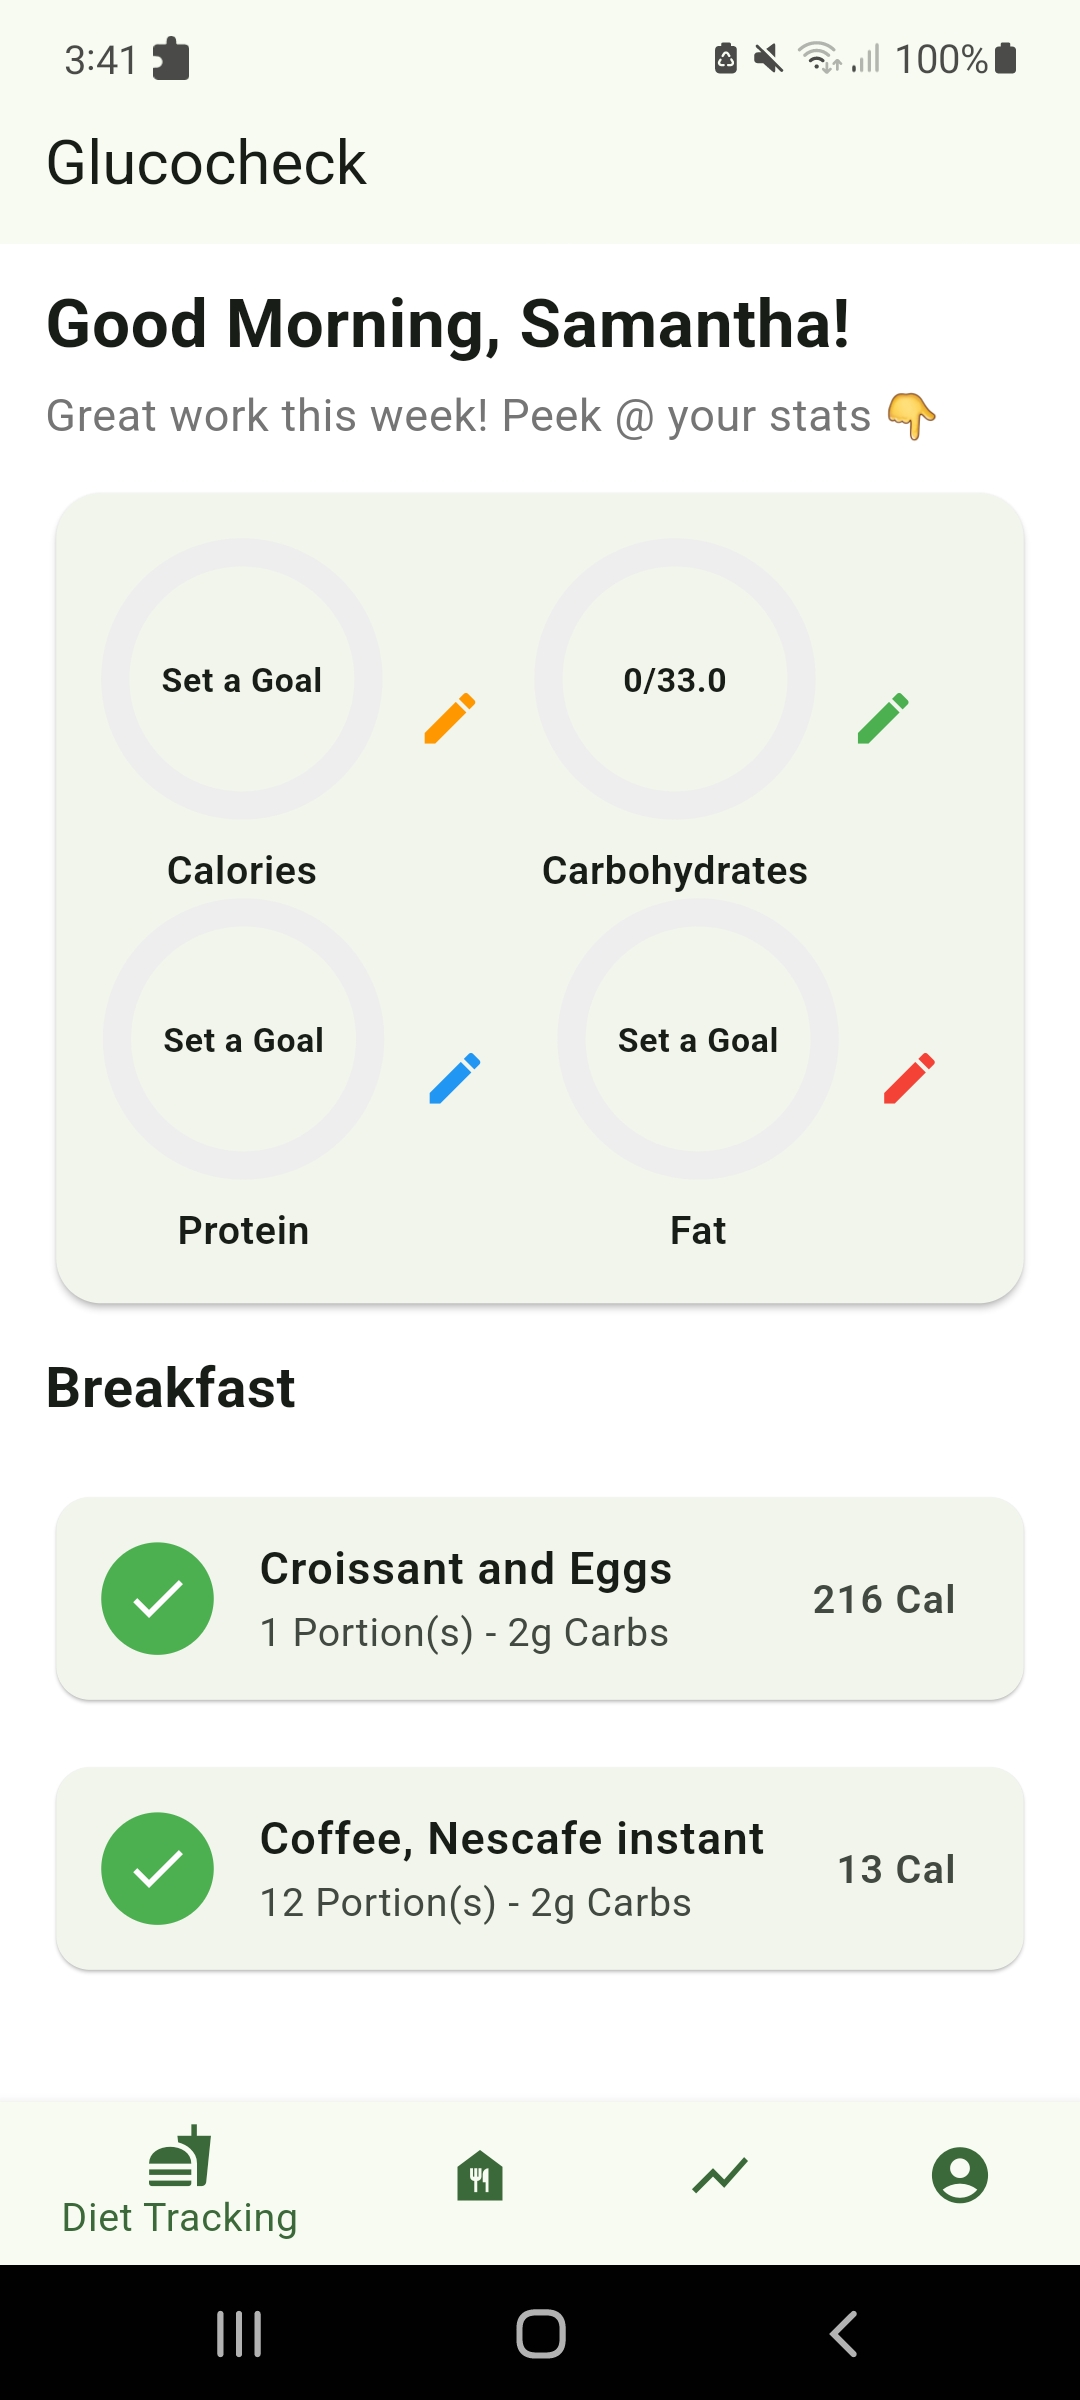 3:41
100%
Glucocheck
Good Morning, Samantha!
Great work this week! Peek @ your stats 👇
Set a Goal
0/33.0
Calories
Carbohydrates
Set a Goal
Set a Goal
Protein
Fat
Breakfast
Croissant and Eggs
1 Portion(s) - 2g Carbs
216 Cal
Coffee, Nescafe instant
12 Portion(s) - 2g Carbs
13 Cal
Diet Tracking